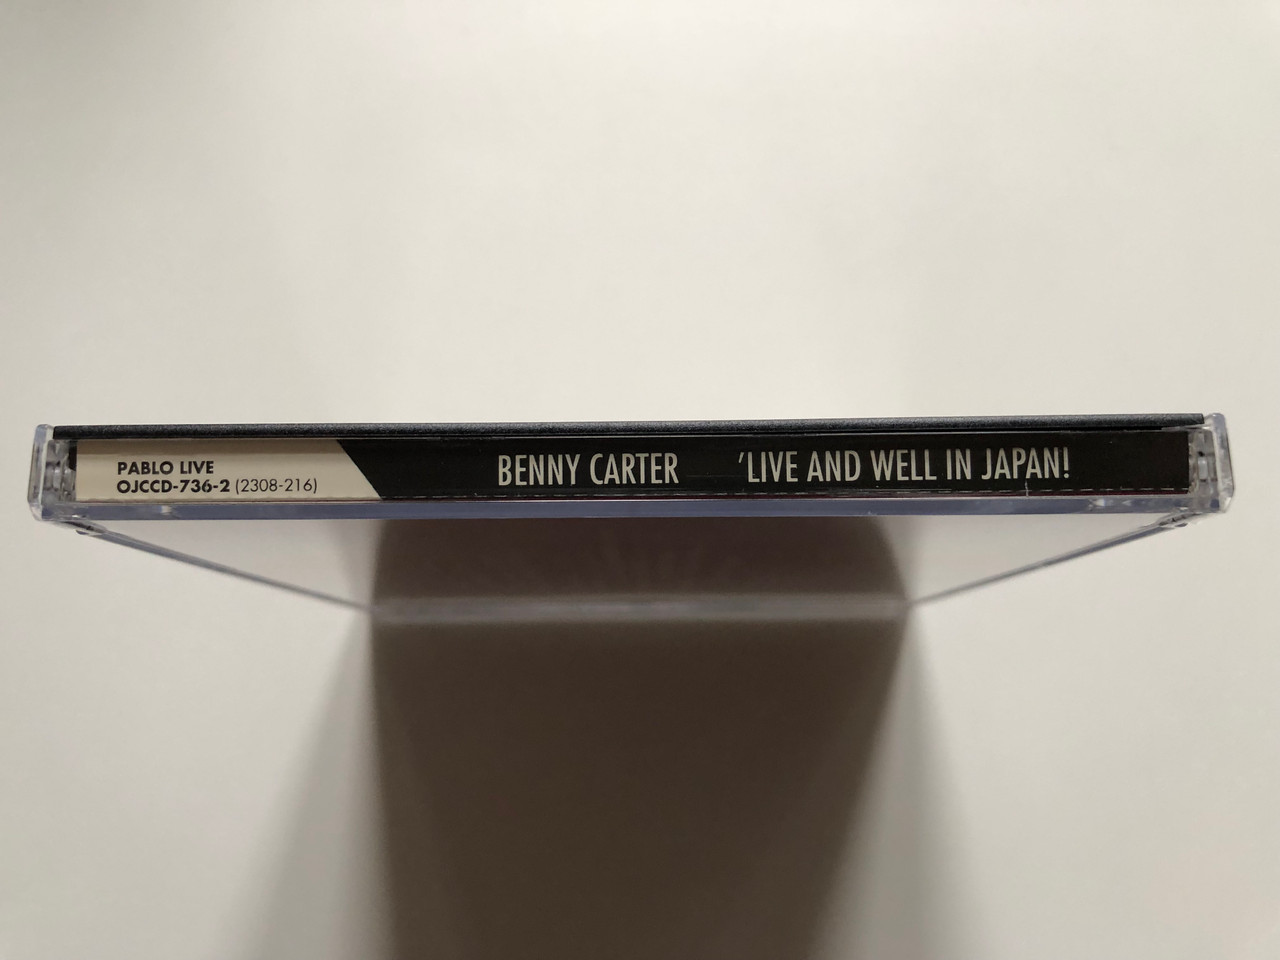 PABLO LIVE
OJCCD-736-2 (2308-216)
BENNY CARTER 'LIVE AND WELL IN JAPAN!